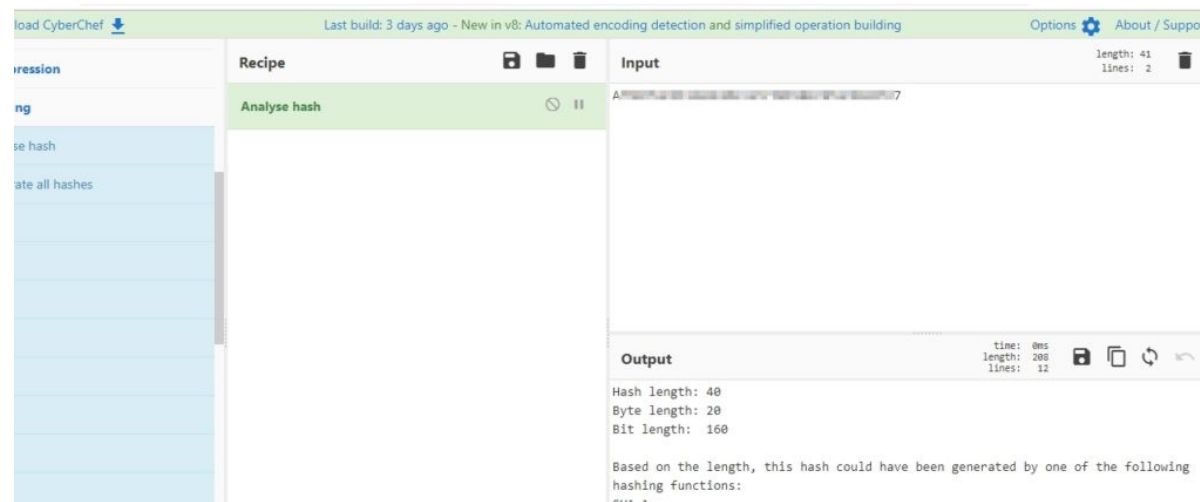 load CyberChef
Last build: 3 days ago - New in v8: Automated encoding detection and simplified operation building
Options
About / Suppo
ression
ng
se hash
ate all hashes
Recipe
Analyse hash
Input
length: 41
lines: 2
A 7
Output
time: 0ms
length: 208
lines: 12
Hash length: 40
Byte length: 20
Bit length: 160
Based on the length, this hash could have been generated by one of the following
hashing functions: